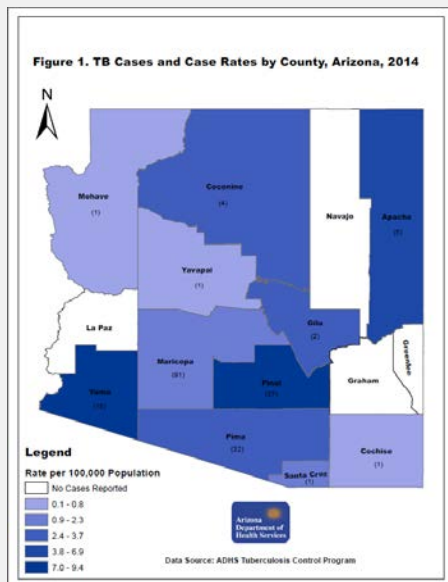 Figure 1. TB Cases and Case Rates by County, Arizona, 2014
N
Coconino
(4)
Mohave
(1)
Navajo
Apache
Yavapai
(1)
La Paz
Gila
(2)
Greenlee
Maricopa
Pinal
Graham
Yuma
Pima
(32)
Cochise
(1)
Santa Cruz
(1)
Legend
Rate per 100,000 Population
No Cases Reported
0.1 - 0.8
0.9 - 2.3
2.4 - 3.7
3.8 - 6.9
7.0 - 9.4
Arizona
Department of
Health Services
Data Source: ADHS Tuberculosis Control Program